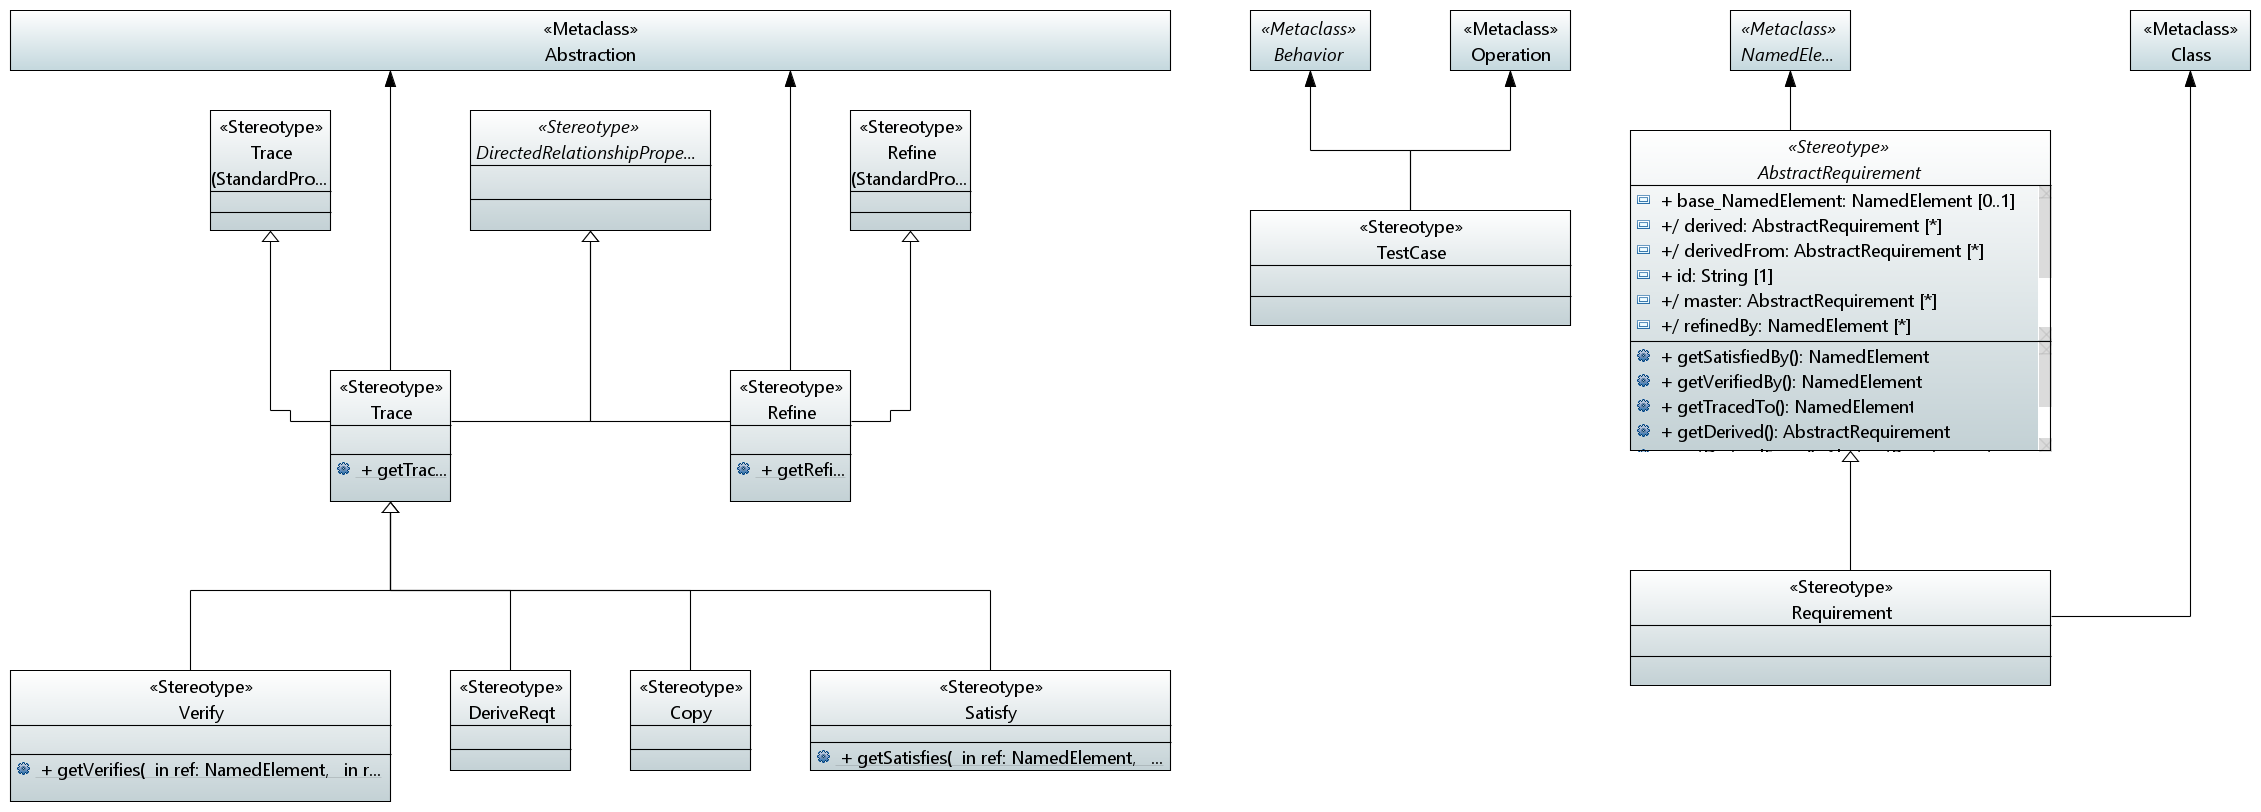 «Metaclass»
Abstraction
«Metaclass»
Behavior
«Metaclass»
Operation
«Metaclass»
NamedEle...
«Metaclass»
Class
«Stereotype»
Trace
(StandardPro...
«Stereotype»
DirectedRelationshipPrope...
«Stereotype»
Refine
(StandardPro...
«Stereotype»
AbstractRequirement
+ base_NamedElement: NamedElement [0..1]
+/ derived: AbstractRequirement [*]
+/ derivedFrom: AbstractRequirement [*]
+ id: String [1]
+/ master: AbstractRequirement [*]
+/ refinedBy: NamedElement [*]
+ getSatisfiedBy(): NamedElement
+ getVerifiedBy(): NamedElement
+ getTracedTo(): NamedElement
+ getDerived(): AbstractRequirement
«Stereotype»
TestCase
«Stereotype»
Trace
+ getTrac...
«Stereotype»
Refine
+ getRefi...
«Stereotype»
Requirement
«Stereotype»
Verify
+ getVerifies( in ref: NamedElement, in r...
«Stereotype»
DeriveReqt
«Stereotype»
Copy
«Stereotype»
Satisfy
+ getSatisfies( in ref: NamedElement, ...